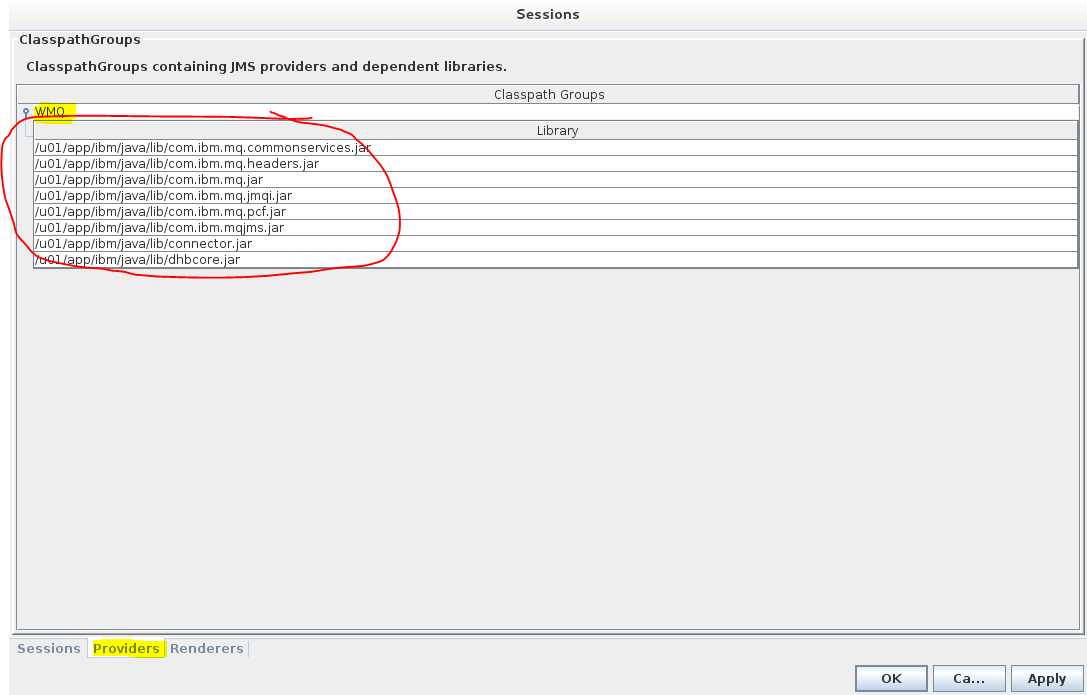 Sessions
ClasspathGroups
ClasspathGroups containing JMS providers and dependent libraries.
Classpath Groups
WMQ
Library
/u01/app/ibm/java/lib/com.ibm.mq.commonservices.jar
/u01/app/ibm/java/lib/com.ibm.mq.headers.jar
/u01/app/ibm/java/lib/com.ibm.mq.jar
/u01/app/ibm/java/lib/com.ibm.mq.jmqi.jar
/u01/app/ibm/java/lib/com.ibm.mq.pcf.jar
/u01/app/ibm/java/lib/com.ibm.mqjms.jar
/u01/app/ibm/java/lib/connector.jar
/u01/app/ibm/java/lib/dhbcore.jar
Sessions Providers Renderers
OK Ca... Apply